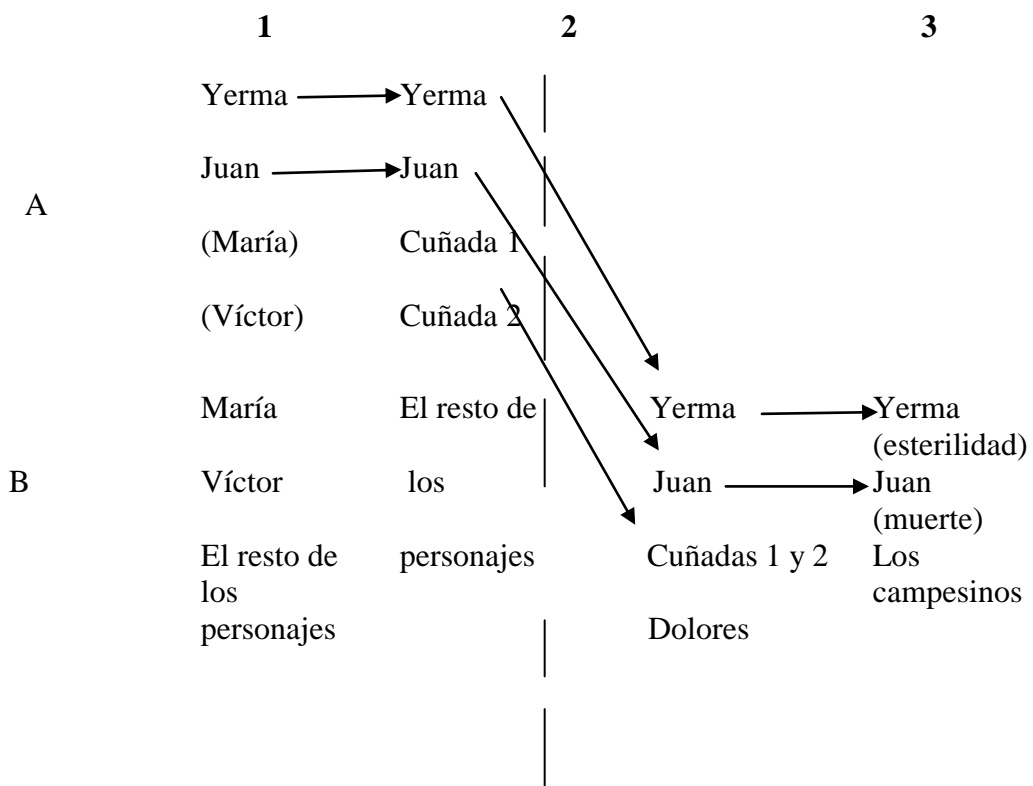 1 2 3
Yerma Yerma
Juan Juan
A
(María) Cuñada 1
(Víctor) Cuñada 2
María El resto de Yerma Yerma
(esterilidad)
B Víctor los Juan Juan
(muerte)
El resto de personajes Cuñadas 1 y 2 Los
los campesinos
personajes Dolores